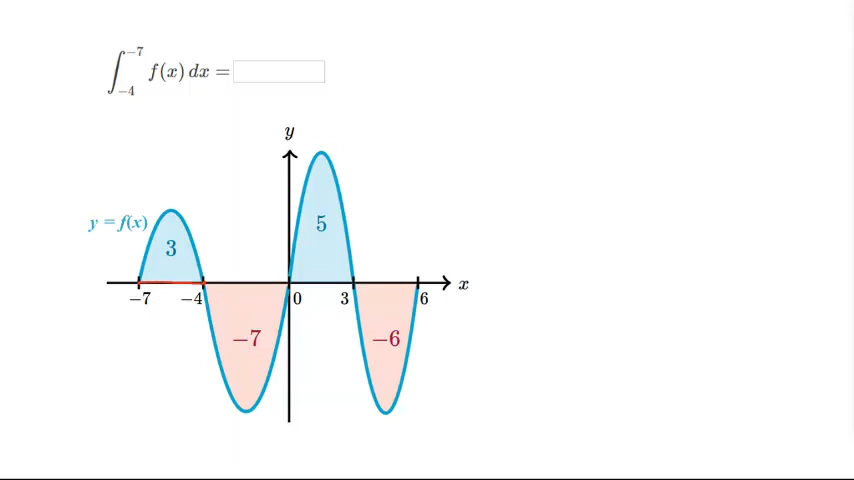 ∫_{−4}^{−7} f(x) dx =
y
5
y = f(x)
3
x
−7 −4 0 3 6
−7 −6